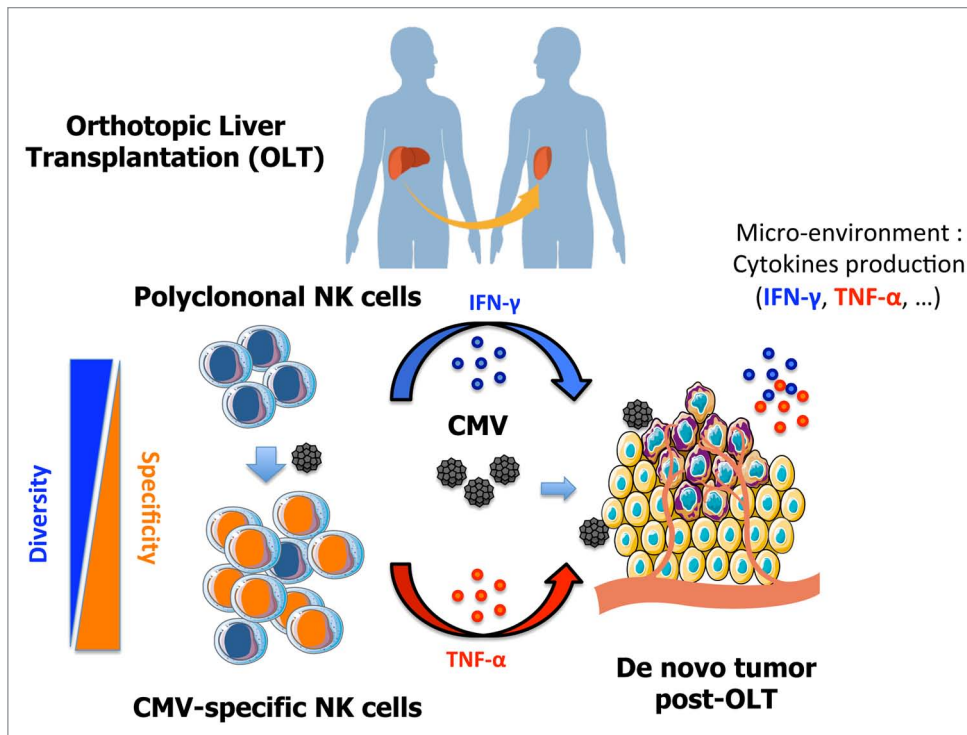 Orthotopic Liver
Transplantation (OLT)
Micro-environment :
Cytokines production
(IFN-γ, TNF-α, ...)
Polyclononal NK cells
IFN-γ
CMV
Diversity
Specificity
TNF-α
CMV-specific NK cells
De novo tumor
post-OLT